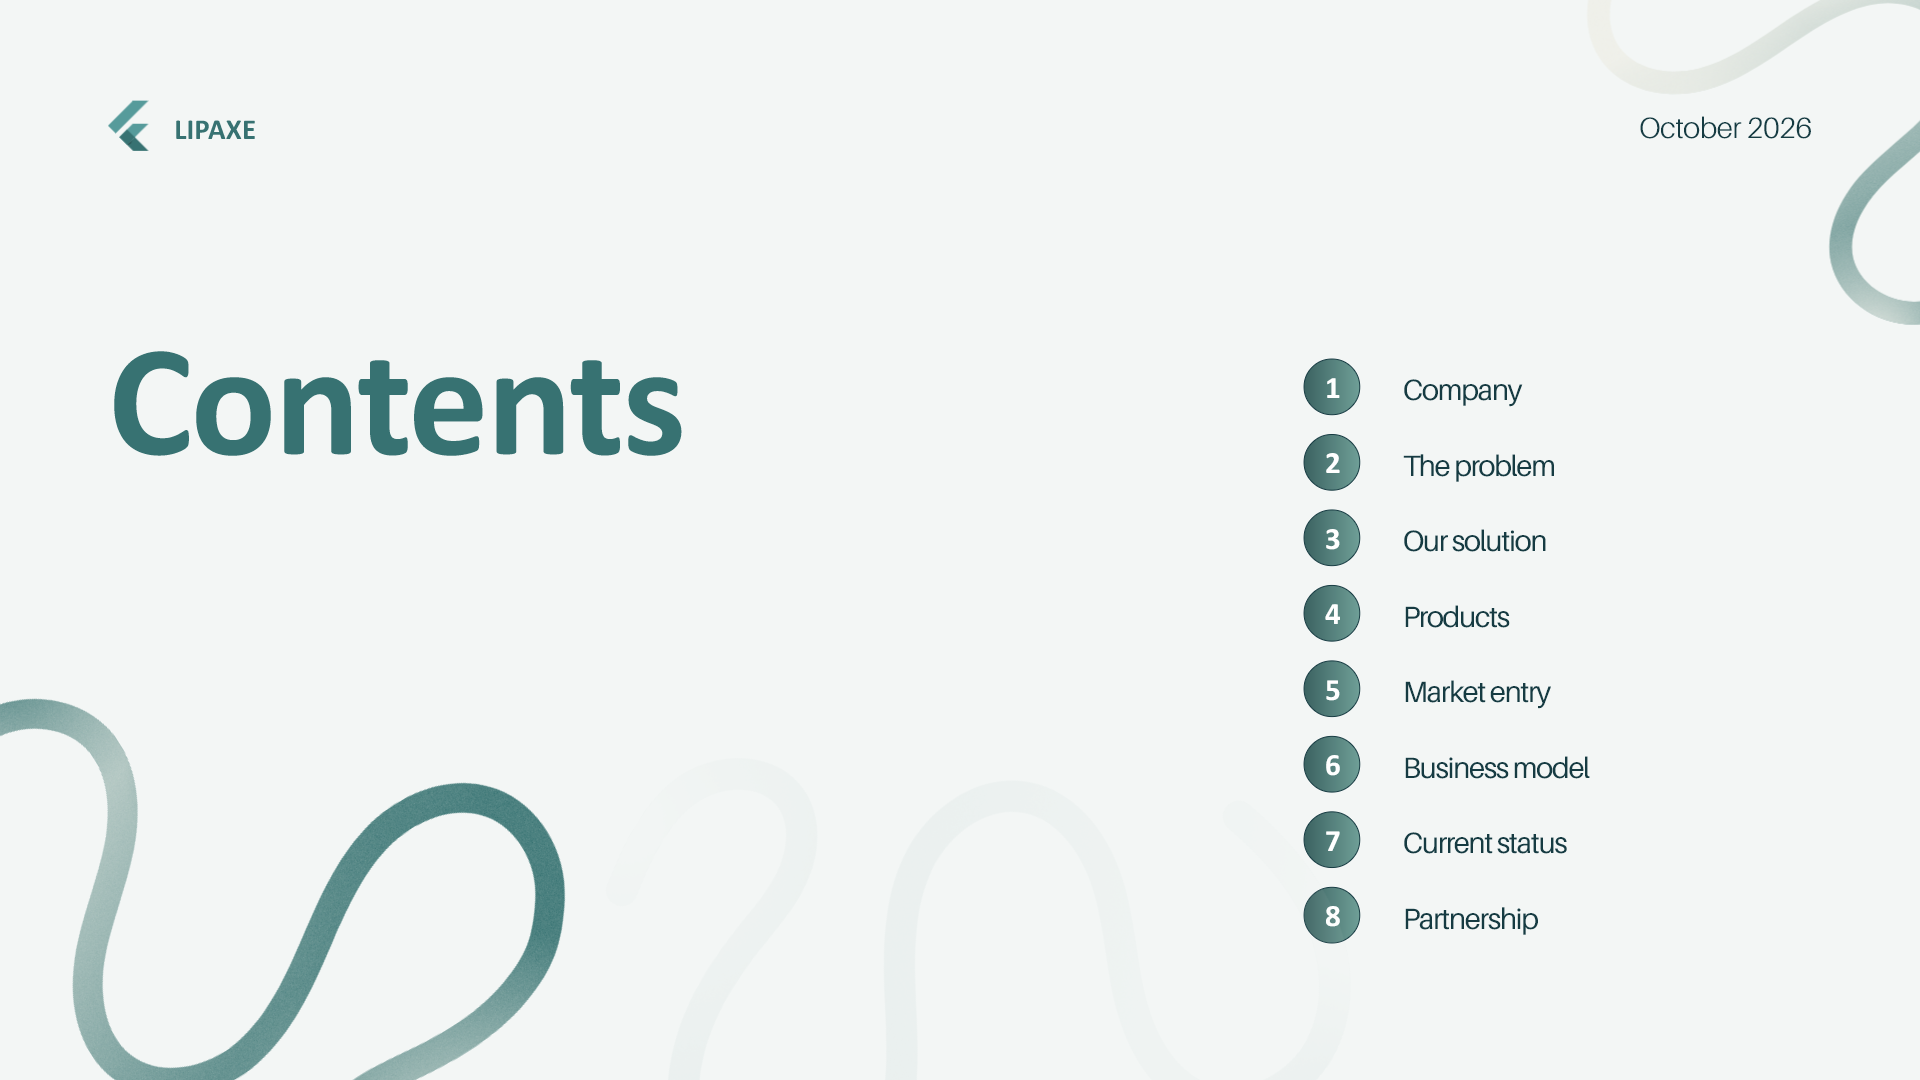 LIPAXE
October 2026
Contents
1 Company
2 The problem
3 Our solution
4 Products
5 Market entry
6 Business model
7 Current status
8 Partnership